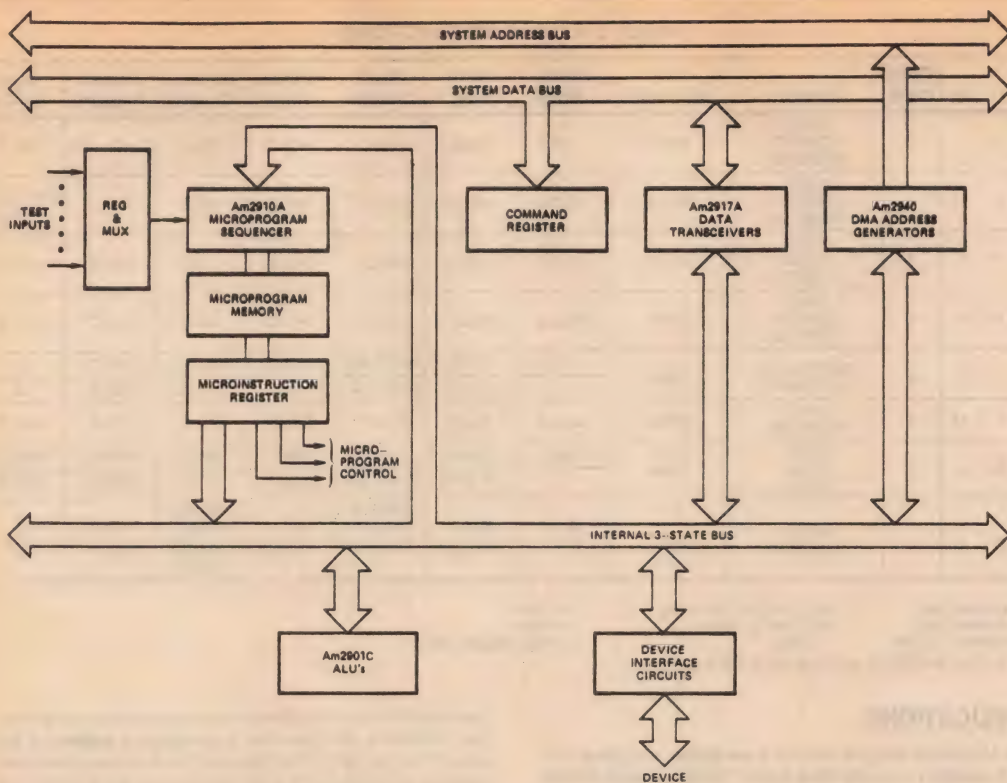 SYSTEM ADDRESS BUS
SYSTEM DATA BUS
TEST
INPUTS
REG
&
MUX
Am2910A
MICROPROGRAM
SEQUENCER
MICROPROGRAM
MEMORY
MICROINSTRUCTION
REGISTER
MICRO-
PROGRAM
CONTROL
COMMAND
REGISTER
Am2917A
DATA
TRANSCEIVERS
Am2940
DMA ADDRESS
GENERATORS
INTERNAL 3-STATE BUS
Am2901C
ALU's
DEVICE
INTERFACE
CIRCUITS
DEVICE